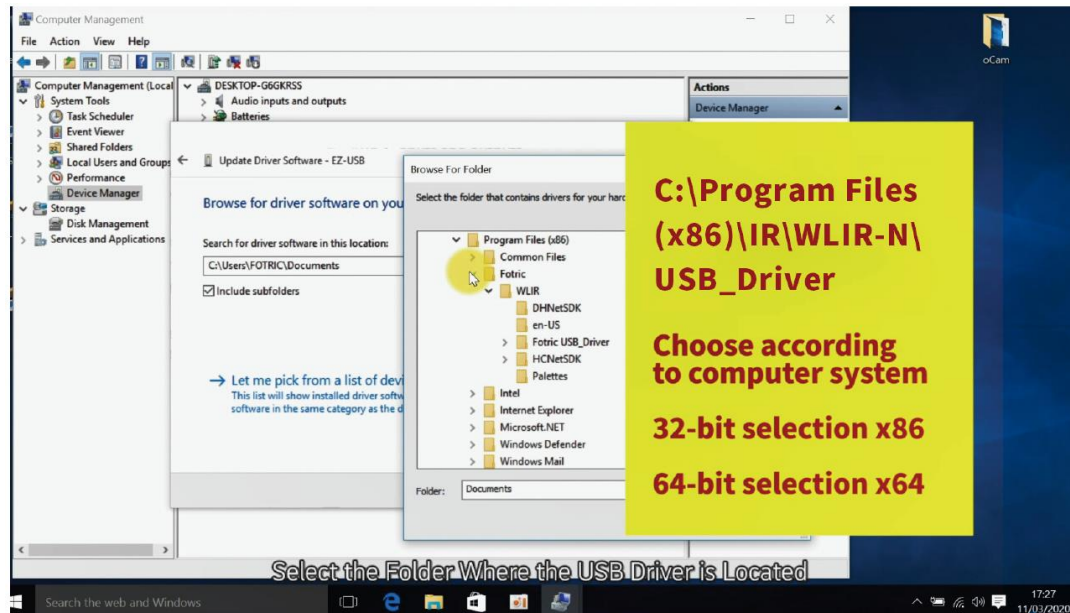 Computer Management
File Action View Help
oCam
Computer Management (Local
System Tools
Task Scheduler
Event Viewer
Shared Folders
Local Users and Groups
Performance
Device Manager
Storage
Disk Management
Services and Applications
DESKTOP-G6GKRSS
Audio inputs and outputs
Batteries
Actions
Device Manager
Update Driver Software - EZ-USB
Browse for driver software on you
Search for driver software in this location:
C:\Users\FOTRIC\Documents
Include subfolders
Let me pick from a list of devi
This list will show installed driver softw
software in the same category as the d
Browse For Folder
Select the folder that contains drivers for your hard
Program Files (x86)
Common Files
Fotric
WLIR
DHNetSDK
en-US
Fotric USB_Driver
HCNetSDK
Palettes
Intel
Internet Explorer
Microsoft.NET
Windows Defender
Windows Mail
Folder: Documents
C:\Program Files
(x86)\IR\WLIR-N\
USB_Driver
Choose according
to computer system
32-bit selection x86
64-bit selection x64
Select the Folder Where the USB Driver is Located
Search the web and Windows
17:27
11/03/2020